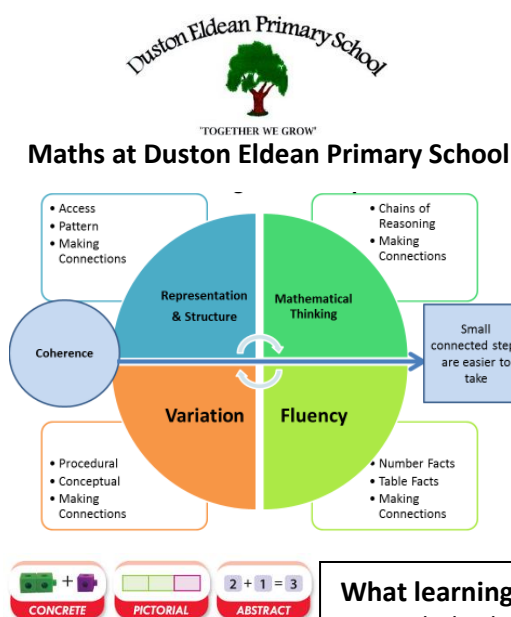 Duston Eldean Primary School
"TOGETHER WE GROW"
Maths at Duston Eldean Primary School
• Access
• Pattern
• Making
Connections
• Chains of
Reasoning
• Making
Connections
Representation
& Structure
Mathematical
Thinking
Coherence
Small
connected step
are easier to
take
Variation
Fluency
• Procedural
• Conceptual
• Making
Connections
• Number Facts
• Table Facts
• Making
Connections
+
2 + 1 = 3
CONCRETE
PICTORIAL
ABSTRACT
What learning